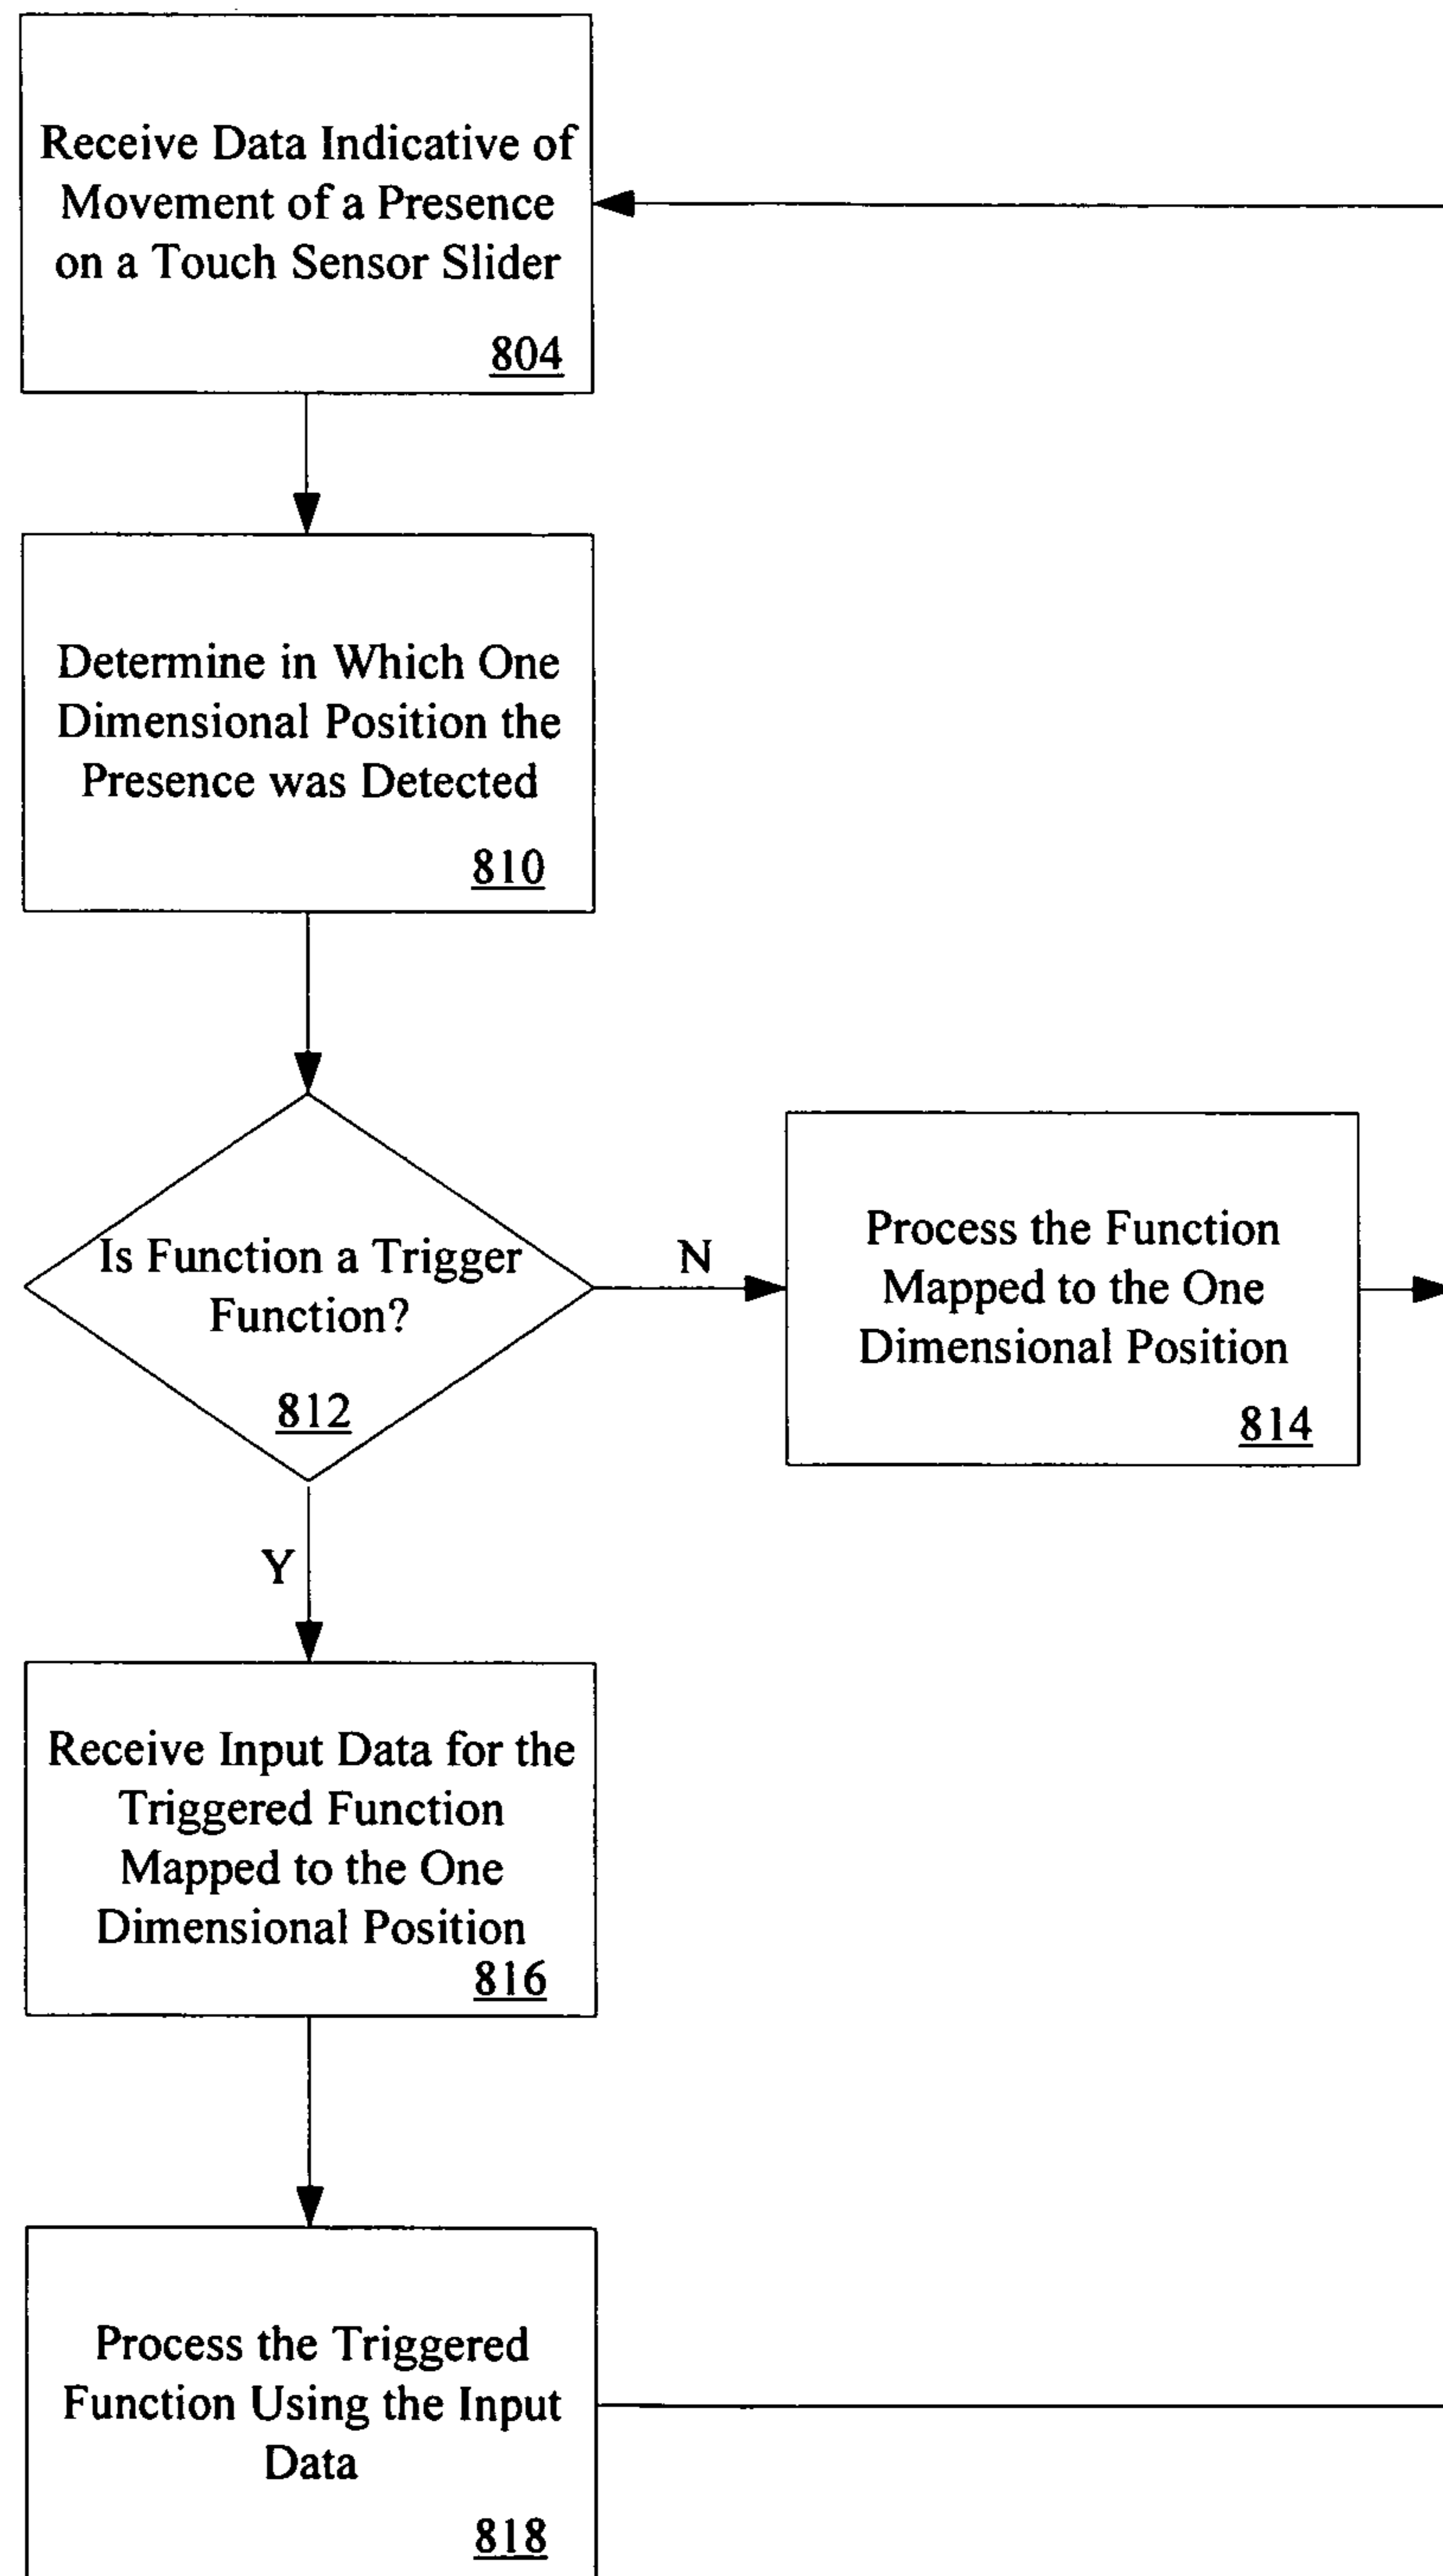 Receive Data Indicative of
Movement of a Presence
on a Touch Sensor Slider
804
Determine in Which One
Dimensional Position the
Presence was Detected
810
Is Function a Trigger
Function?
812
N
Process the Function
Mapped to the One
Dimensional Position
814
Y
Receive Input Data for the
Triggered Function
Mapped to the One
Dimensional Position
816
Process the Triggered
Function Using the Input
Data
818